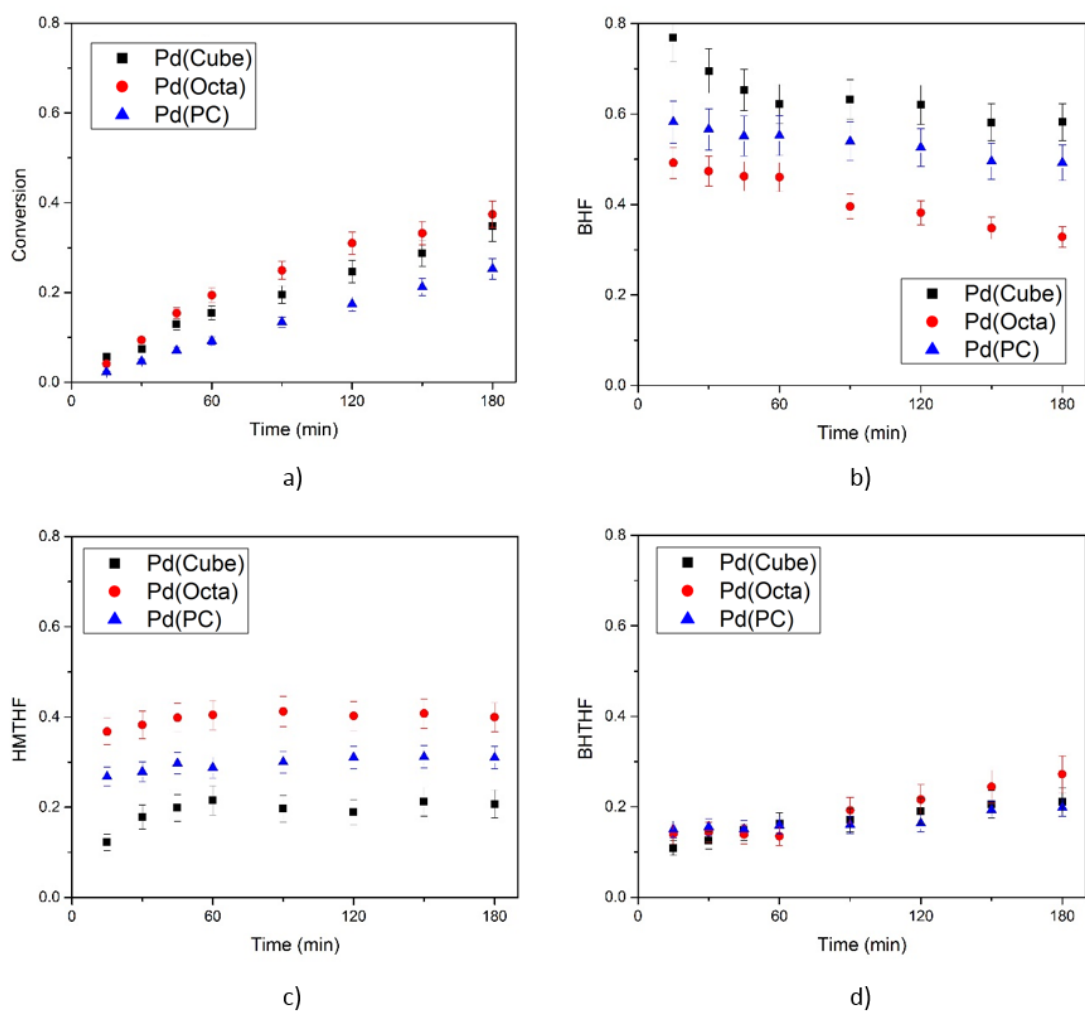 0.8
0.6
0.4
0.2
0.0
Conversion
Pd(Cube)
Pd(Octa)
Pd(PC)
0 60 120 180
Time (min)
a)
0.8
0.6
0.4
0.2
0.0
BHF
Pd(Cube)
Pd(Octa)
Pd(PC)
0 60 120 180
Time (min)
b)
0.8
0.6
0.4
0.2
0.0
HMTHF
Pd(Cube)
Pd(Octa)
Pd(PC)
0 60 120 180
Time (min)
c)
0.8
0.6
0.4
0.2
0.0
BHTHF
Pd(Cube)
Pd(Octa)
Pd(PC)
0 60 120 180
Time (min)
d)